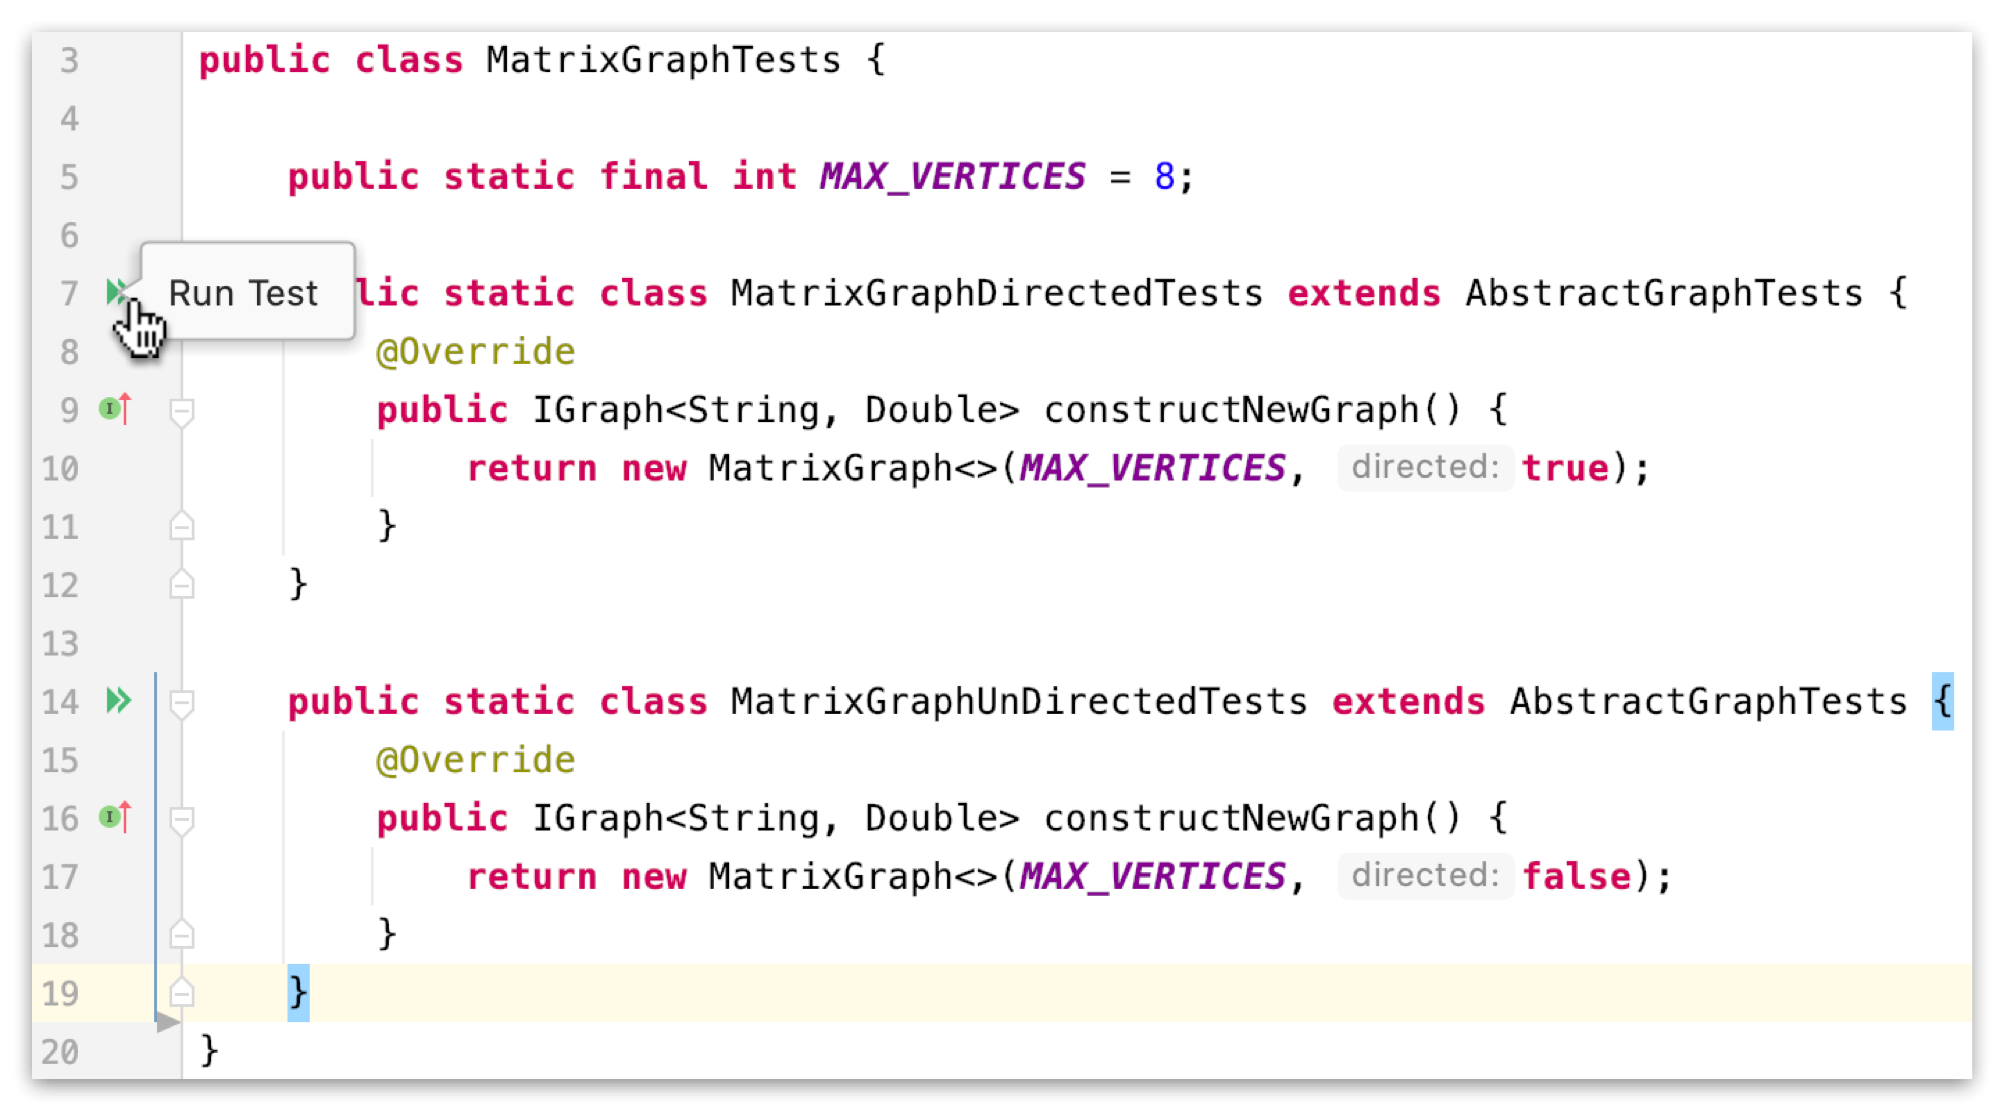 3 public class MatrixGraphTests {
4
5 public static final int MAX_VERTICES = 8;
6
7 Run Test lic static class MatrixGraphDirectedTests extends AbstractGraphTests {
8 @Override
9 I public IGraph<String, Double> constructNewGraph() {
10 return new MatrixGraph<>(MAX_VERTICES, directed: true);
11 }
12 }
13
14 public static class MatrixGraphUnDirectedTests extends AbstractGraphTests {
15 @Override
16 I public IGraph<String, Double> constructNewGraph() {
17 return new MatrixGraph<>(MAX_VERTICES, directed: false);
18 }
19 }
20 }